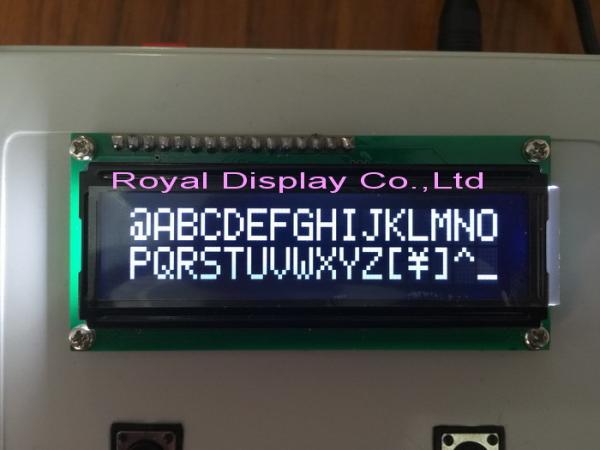 Royal Display Co.,Ltd
@ABCDEFGHIJKLMNO
PQRSTUVWXYZ[¥]^_